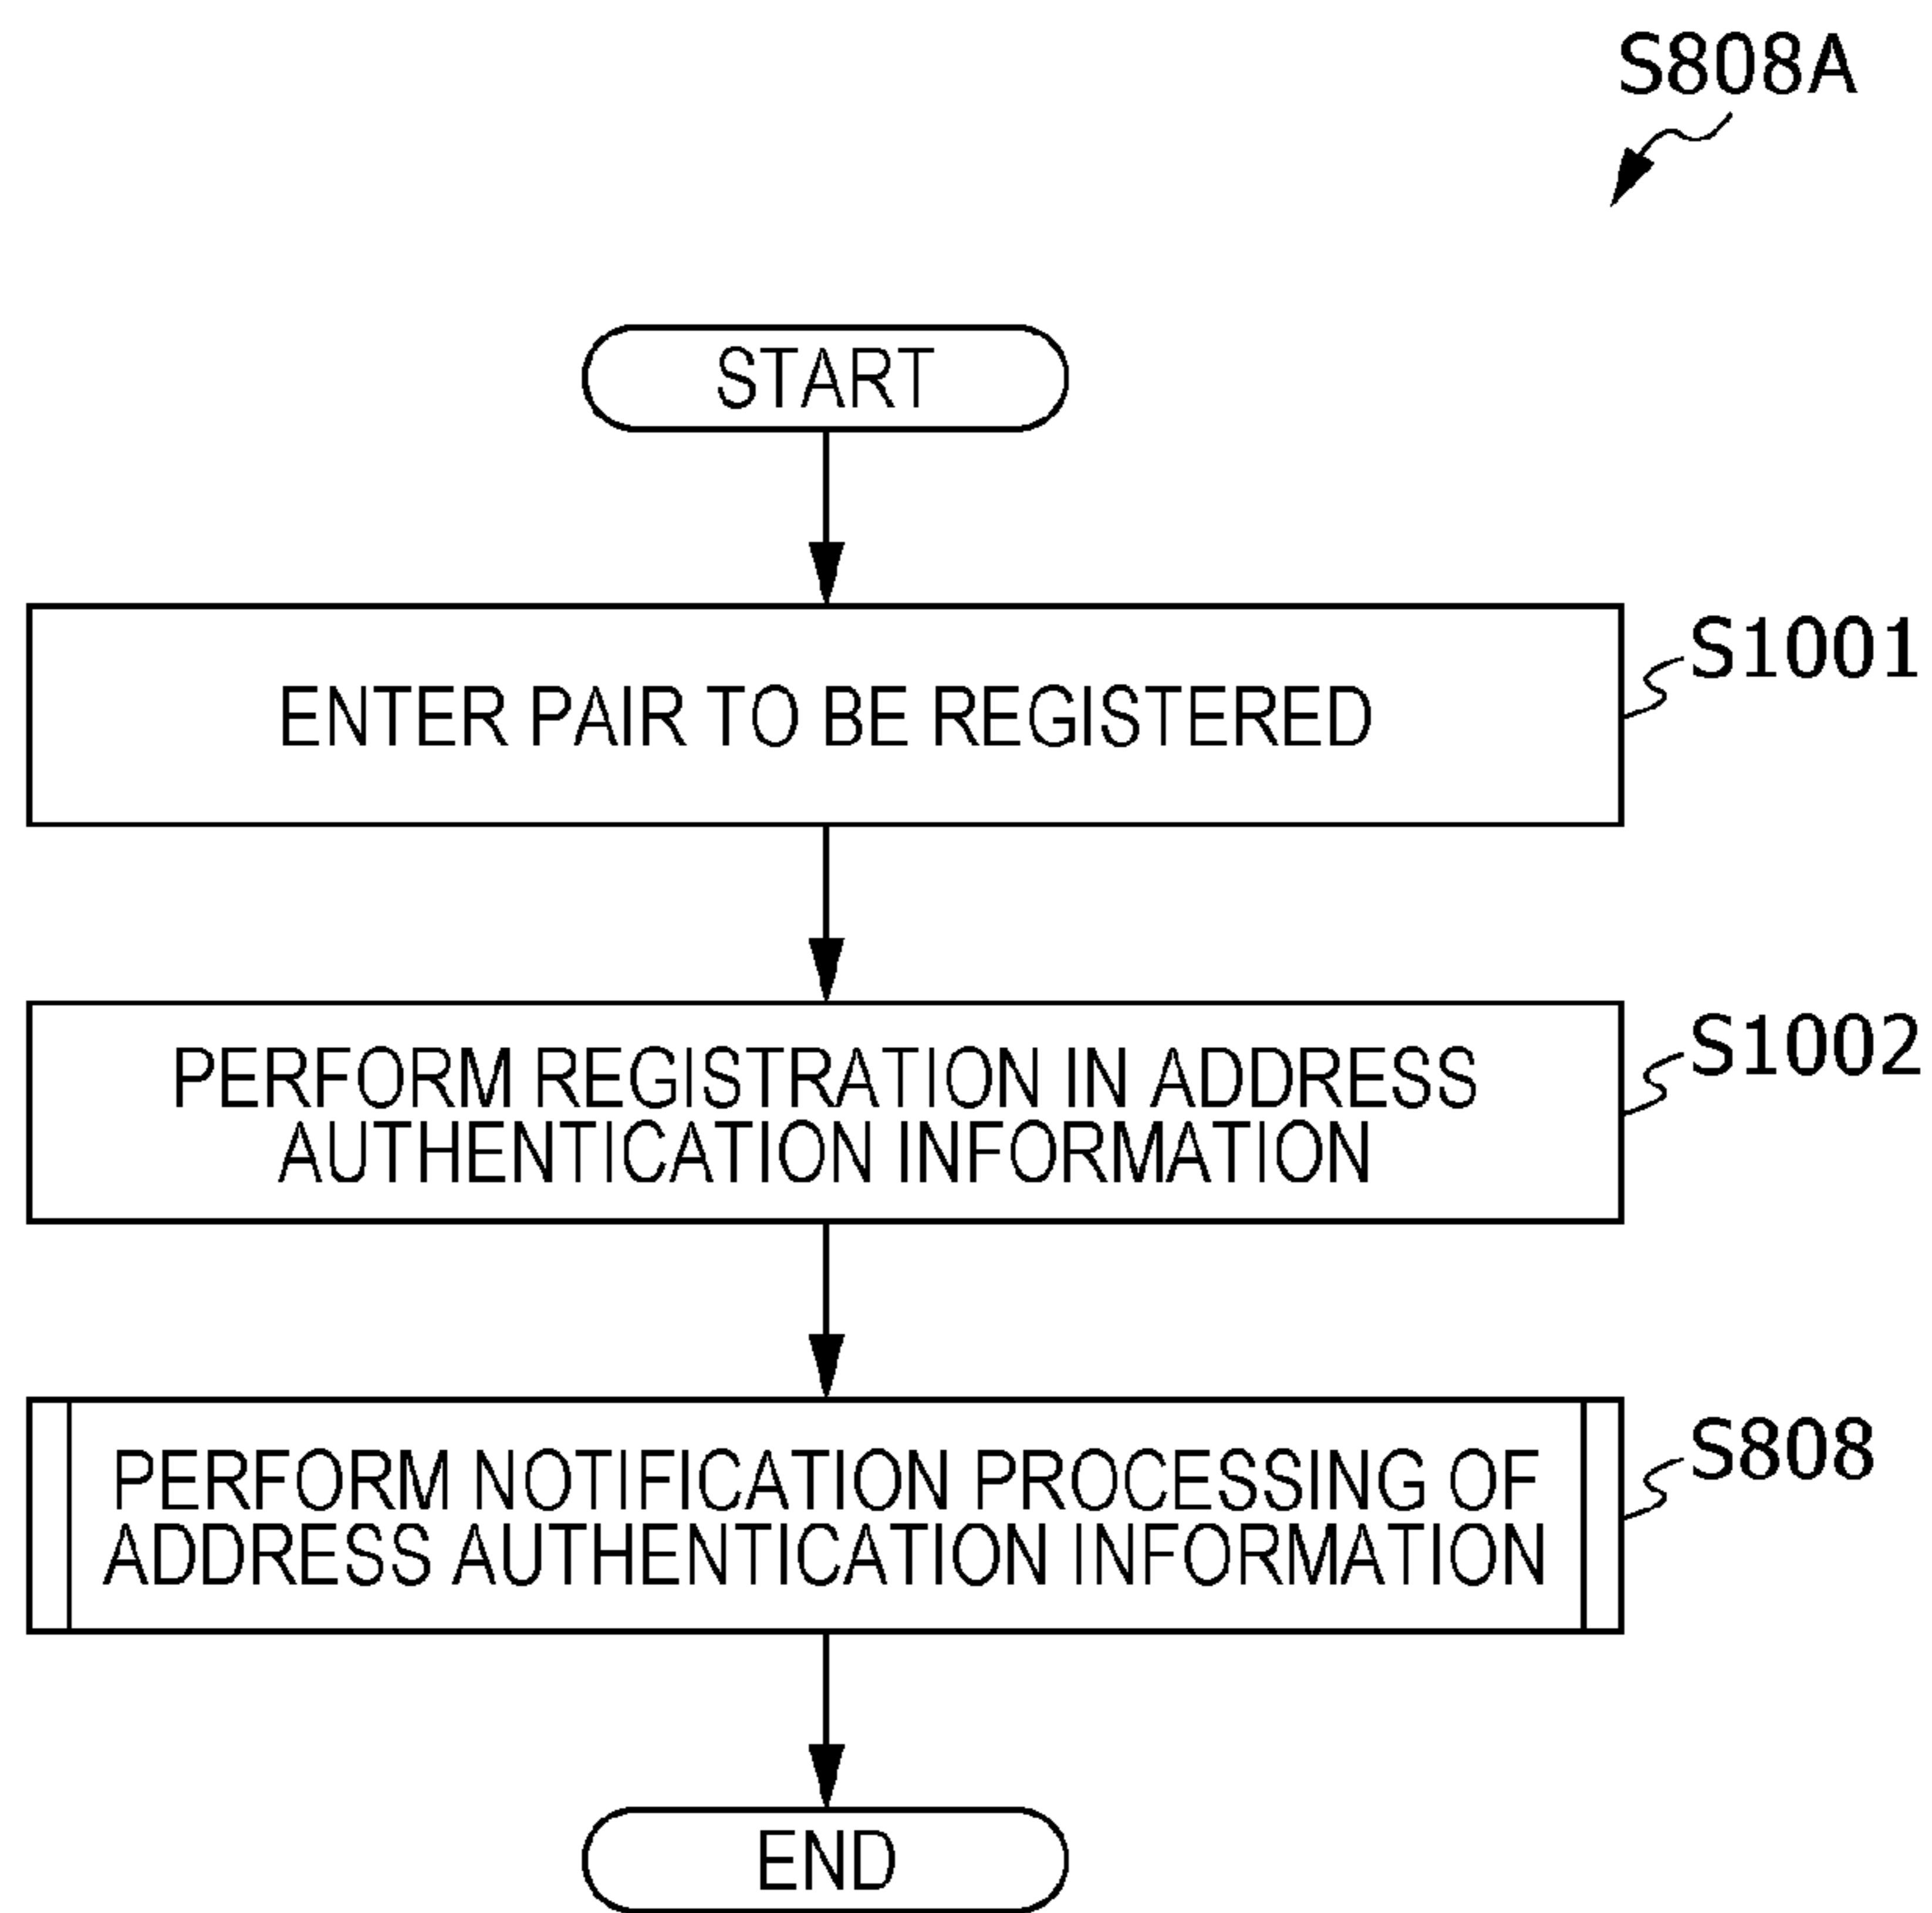 S808A
START
ENTER PAIR TO BE REGISTERED
S1001
PERFORM REGISTRATION IN ADDRESS
AUTHENTICATION INFORMATION
S1002
PERFORM NOTIFICATION PROCESSING OF
ADDRESS AUTHENTICATION INFORMATION
S808
END